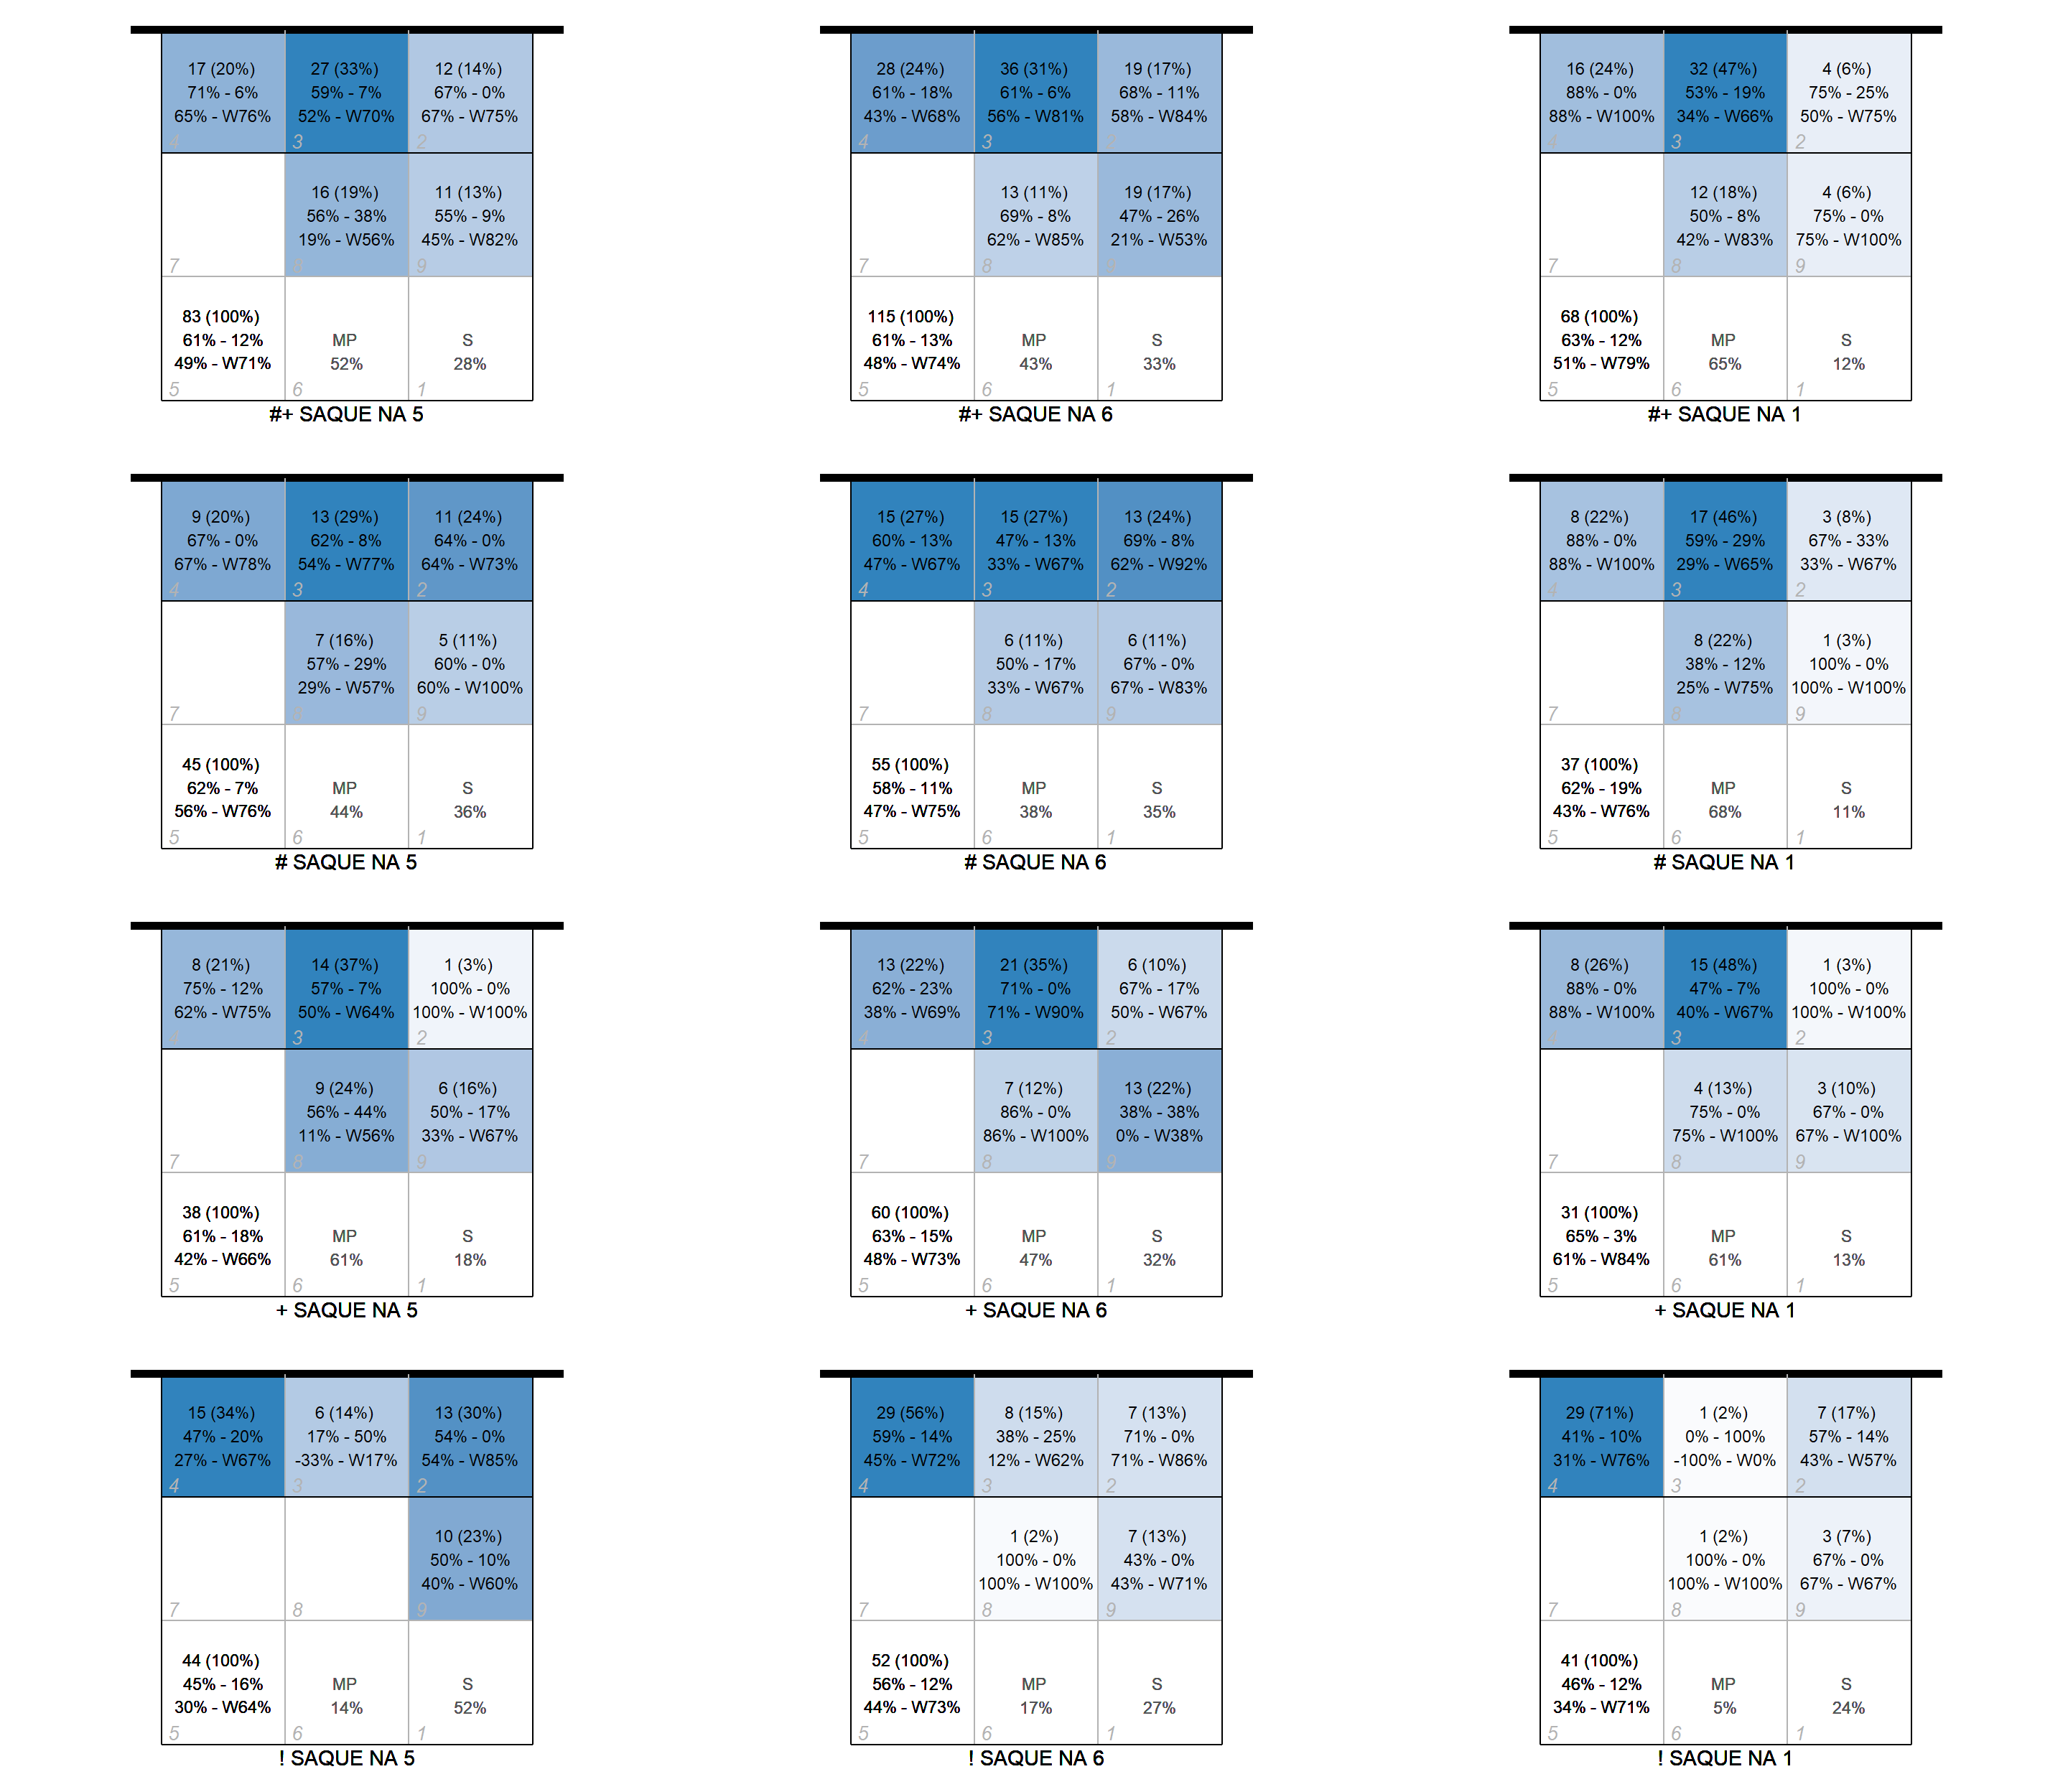 17 (20%) 27 (33%) 12 (14%)
71% - 6% 59% - 7% 67% - 0%
65% - W76% 52% - W70% 67% - W75%
4 3 2
16 (19%) 11 (13%)
56% - 38% 55% - 9%
19% - W56% 45% - W82%
7 8 9
83 (100%)
61% - 12% MP S
49% - W71% 52% 28%
5 6 1
#+ SAQUE NA 5
28 (24%) 36 (31%) 19 (17%)
61% - 18% 61% - 6% 68% - 11%
43% - W68% 56% - W81% 58% - W84%
4 3 2
13 (11%) 19 (17%)
69% - 8% 47% - 26%
62% - W85% 21% - W53%
7 8 9
115 (100%)
61% - 13% MP S
48% - W74% 43% 33%
5 6 1
#+ SAQUE NA 6
16 (24%) 32 (47%) 4 (6%)
88% - 0% 53% - 19% 75% - 25%
88% - W100% 34% - W66% 50% - W75%
4 3 2
12 (18%) 4 (6%)
50% - 8% 75% - 0%
42% - W83% 75% - W100%
7 8 9
68 (100%)
63% - 12% MP S
51% - W79% 65% 12%
5 6 1
#+ SAQUE NA 1
9 (20%) 13 (29%) 11 (24%)
67% - 0% 62% - 8% 64% - 0%
67% - W78% 54% - W77% 64% - W73%
4 3 2
7 (16%) 5 (11%)
57% - 29% 60% - 0%
29% - W57% 60% - W100%
7 8 9
45 (100%)
62% - 7% MP S
56% - W76% 44% 36%
5 6 1
# SAQUE NA 5
15 (27%) 15 (27%) 13 (24%)
60% - 13% 47% - 13% 69% - 8%
47% - W67% 33% - W67% 62% - W92%
4 3 2
6 (11%) 6 (11%)
50% - 17% 67% - 0%
33% - W67% 67% - W83%
7 8 9
55 (100%)
58% - 11% MP S
47% - W75% 38% 35%
5 6 1
# SAQUE NA 6
8 (22%) 17 (46%) 3 (8%)
88% - 0% 59% - 29% 67% - 33%
88% - W100% 29% - W65% 33% - W67%
4 3 2
8 (22%) 1 (3%)
38% - 12% 100% - 0%
25% - W75% 100% - W100%
7 8 9
37 (100%)
62% - 19% MP S
43% - W76% 68% 11%
5 6 1
# SAQUE NA 1
8 (21%) 14 (37%) 1 (3%)
75% - 12% 57% - 7% 100% - 0%
62% - W75% 50% - W64% 100% - W100%
4 3 2
9 (24%) 6 (16%)
56% - 44% 50% - 17%
11% - W56% 33% - W67%
7 8 9
38 (100%)
61% - 18% MP S
42% - W66% 61% 18%
5 6 1
+ SAQUE NA 5
13 (22%) 21 (35%) 6 (10%)
62% - 23% 71% - 0% 67% - 17%
38% - W69% 71% - W90% 50% - W67%
4 3 2
7 (12%) 13 (22%)
86% - 0% 38% - 38%
86% - W100% 0% - W38%
7 8 9
60 (100%)
63% - 15% MP S
48% - W73% 47% 32%
5 6 1
+ SAQUE NA 6
8 (26%) 15 (48%) 1 (3%)
88% - 0% 47% - 7% 100% - 0%
88% - W100% 40% - W67% 100% - W100%
4 3 2
4 (13%) 3 (10%)
75% - 0% 67% - 0%
75% - W100% 67% - W100%
7 8 9
31 (100%)
65% - 3% MP S
61% - W84% 61% 13%
5 6 1
+ SAQUE NA 1
15 (34%) 6 (14%) 13 (30%)
47% - 20% 17% - 50% 54% - 0%
27% - W67% -33% - W17% 54% - W85%
4 3 2
10 (23%)
50% - 10%
40% - W60%
7 8 9
44 (100%)
45% - 16% MP S
30% - W64% 14% 52%
5 6 1
! SAQUE NA 5
29 (56%) 8 (15%) 7 (13%)
59% - 14% 38% - 25% 71% - 0%
45% - W72% 12% - W62% 71% - W86%
4 3 2
1 (2%) 7 (13%)
100% - 0% 43% - 0%
100% - W100% 43% - W71%
7 8 9
52 (100%)
56% - 12% MP S
44% - W73% 17% 27%
5 6 1
! SAQUE NA 6
29 (71%) 1 (2%) 7 (17%)
41% - 10% 0% - 100% 57% - 14%
31% - W76% -100% - W0% 43% - W57%
4 3 2
1 (2%) 3 (7%)
100% - 0% 67% - 0%
100% - W100% 67% - W67%
7 8 9
41 (100%)
46% - 12% MP S
34% - W71% 5% 24%
5 6 1
! SAQUE NA 1